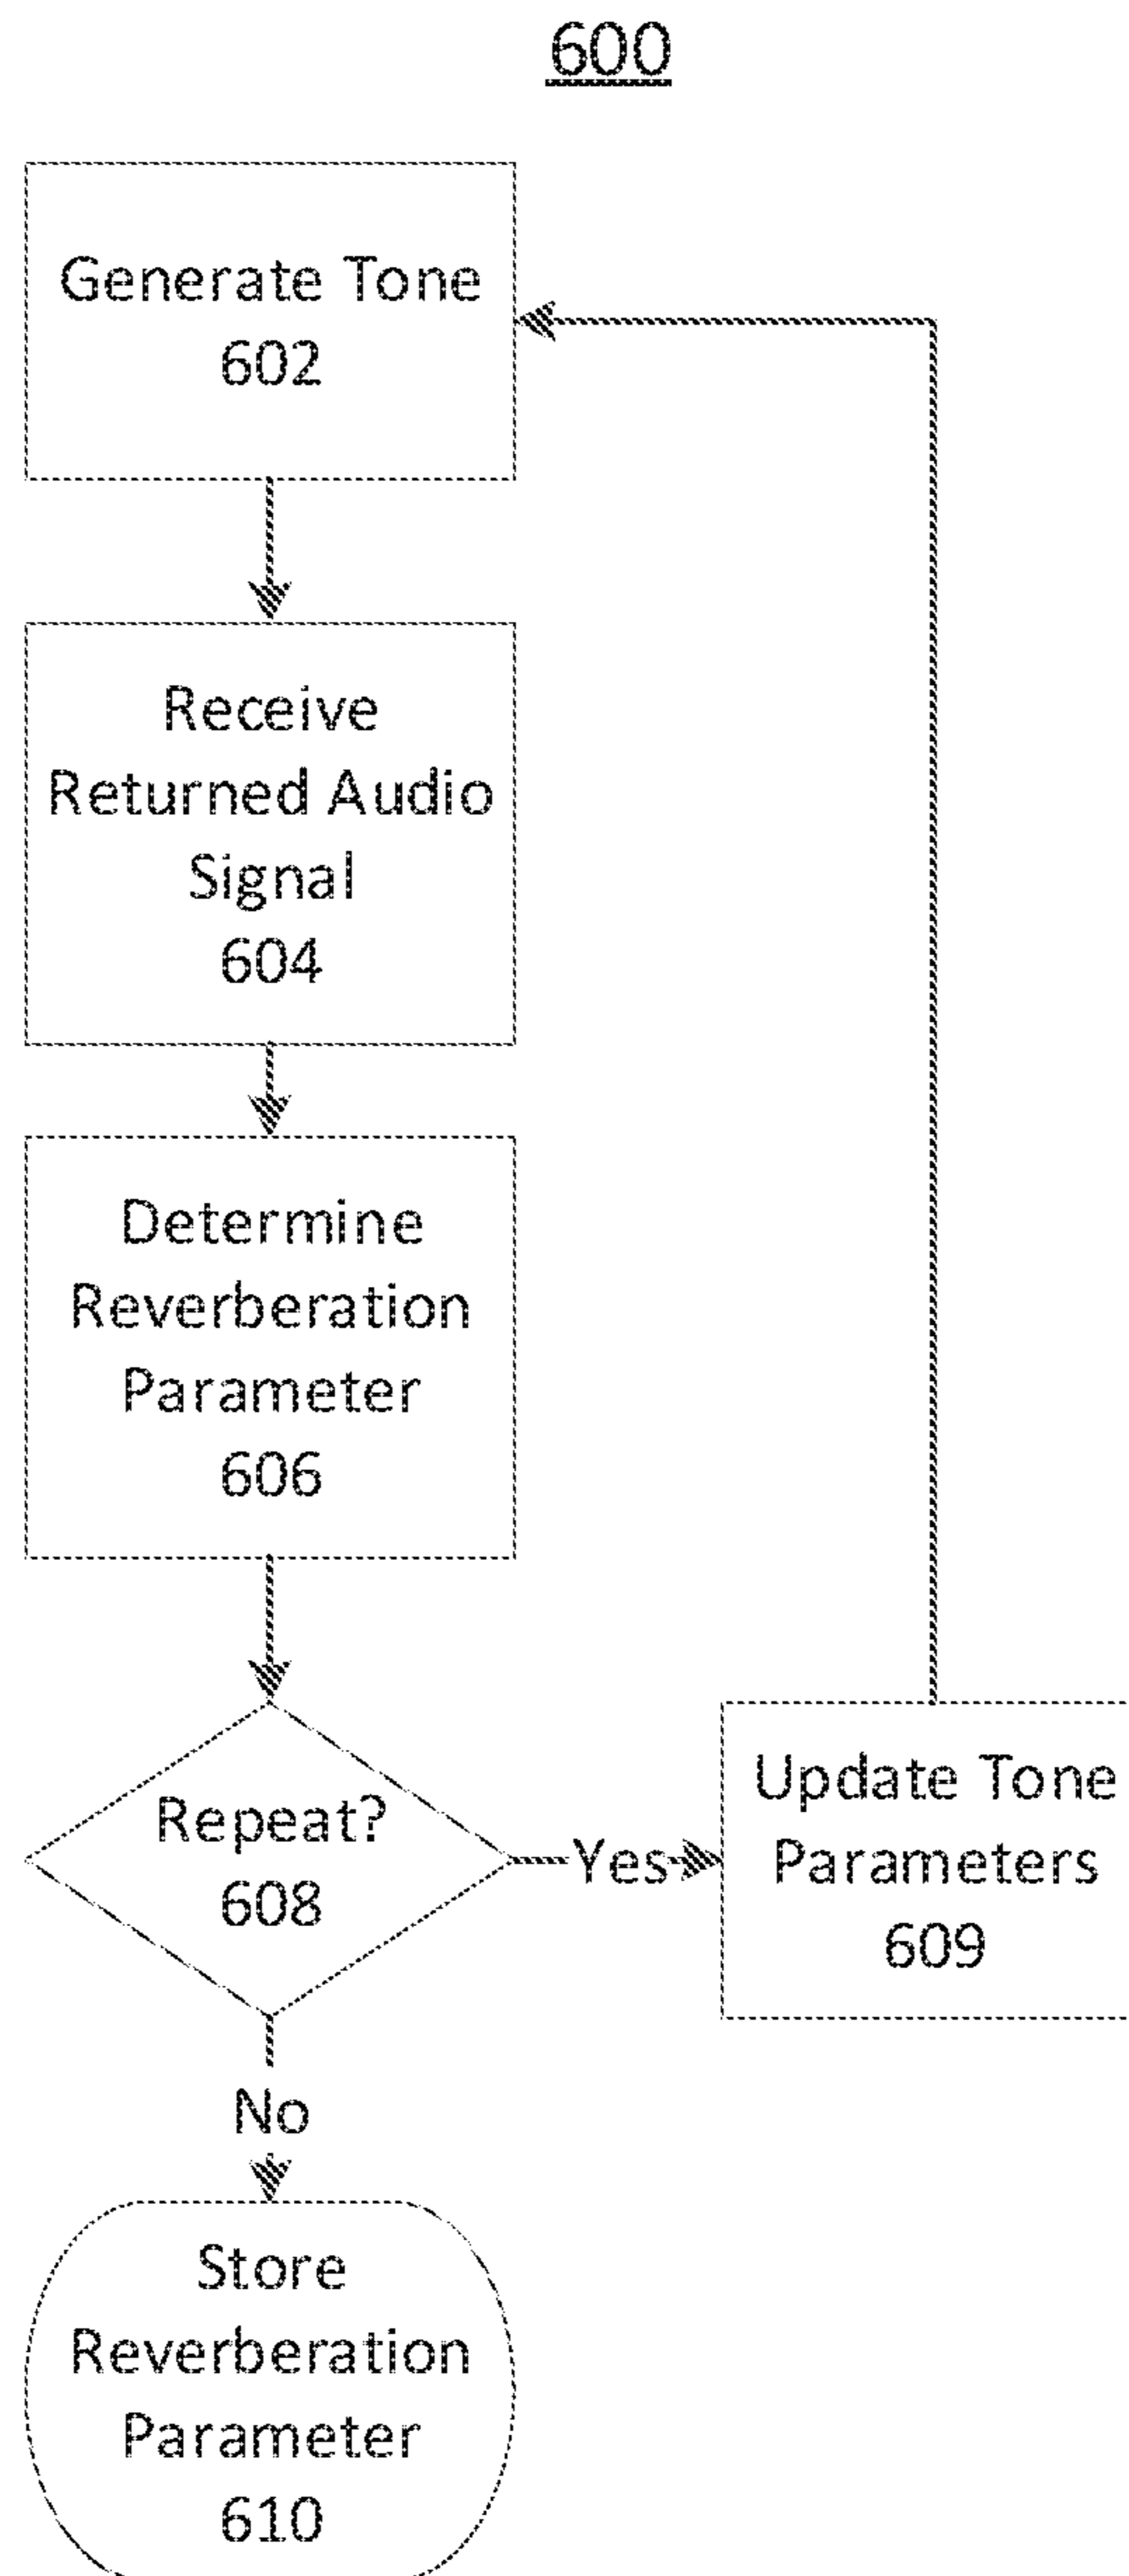 600
Generate Tone
602
Receive
Returned Audio
Signal
604
Determine
Reverberation
Parameter
606
Repeat?
608
Yes
Update Tone
Parameters
609
No
Store
Reverberation
Parameter
610